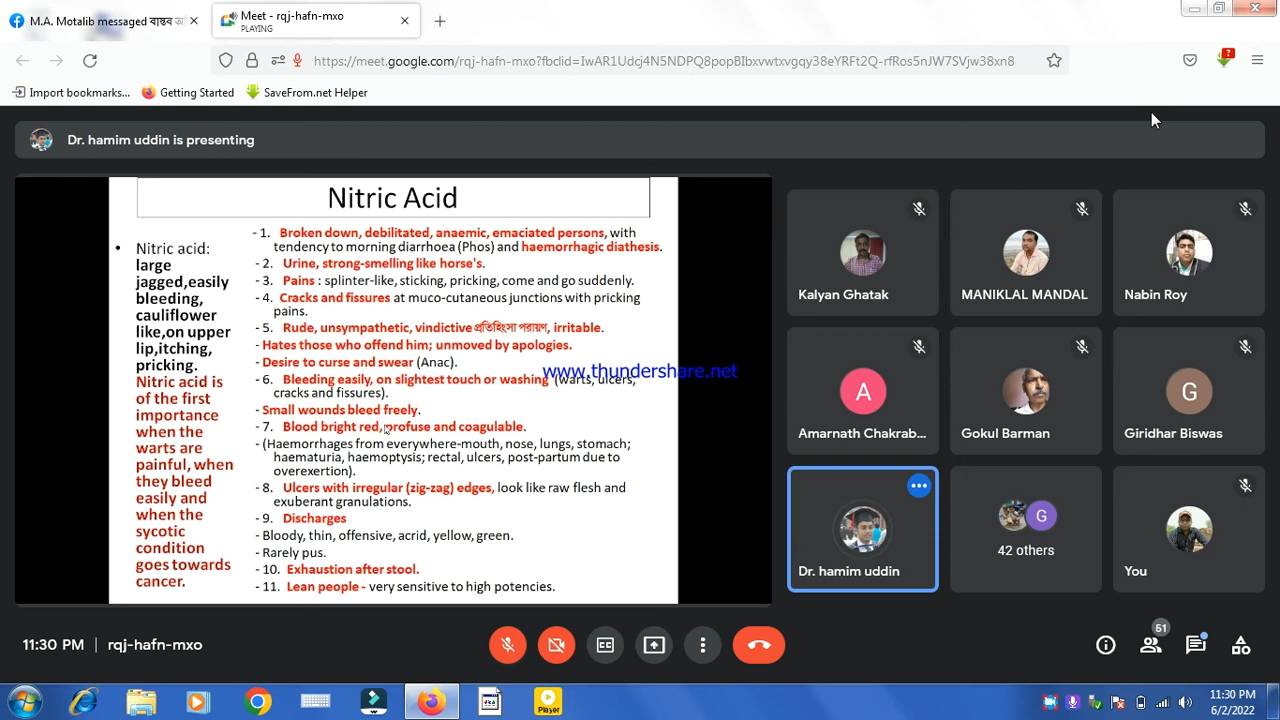 M.A. Motalib messaged বাস্তব
Meet - rqj-hafn-mxo
PLAYING
https://meet.google.com/rqj-hafn-mxo?fbclid=IwAR1Udcj4N5NDPQ8popBIbxvwtxvgqy38eYRFt2Q-rfRos5nJW7SVjw38xn8
Import bookmarks...
Getting Started
SaveFrom.net Helper
Dr. hamim uddin is presenting
Nitric Acid
• Nitric acid:
large
jagged,easily
bleeding,
cauliflower
like,on upper
lip,itching,
pricking.
Nitric acid is
of the first
importance
when the
warts are
painful, when
they bleed
easily and
when the
sycotic
condition
goes towards
cancer.
- 1. Broken down, debilitated, anaemic, emaciated persons, with
tendency to morning diarrhoea (Phos) and haemorrhagic diathesis.
- 2. Urine, strong-smelling like horse's.
- 3. Pains : splinter-like, sticking, pricking, come and go suddenly.
- 4. Cracks and fissures at muco-cutaneous junctions with pricking
pains.
- 5. Rude, unsympathetic, vindictive প্রতিহিংসা পরায়ণ, irritable.
- Hates those who offend him; unmoved by apologies.
- Desire to curse and swear (Anac).
- 6. Bleeding easily, on slightest touch or washing (warts, ulcers,
cracks and fissures).
- Small wounds bleed freely.
- 7. Blood bright red, profuse and coagulable.
- (Haemorrhages from everywhere-mouth, nose, lungs, stomach;
haematuria, haemoptysis; rectal, ulcers, post-partum due to
overexertion).
- 8. Ulcers with irregular (zig-zag) edges, look like raw flesh and
exuberant granulations.
- 9. Discharges
- Bloody, thin, offensive, acrid, yellow, green.
- Rarely pus.
- 10. Exhaustion after stool.
- 11. Lean people - very sensitive to high potencies.
www.thundershare.net
Kalyan Ghatak
MANIKLAL MANDAL
Nabin Roy
A
Amarnath Chakrab...
Gokul Barman
G
Giridhar Biswas
Dr. hamim uddin
G
42 others
You
11:30 PM | rqj-hafn-mxo
51
Player
11:30 PM
6/2/2022